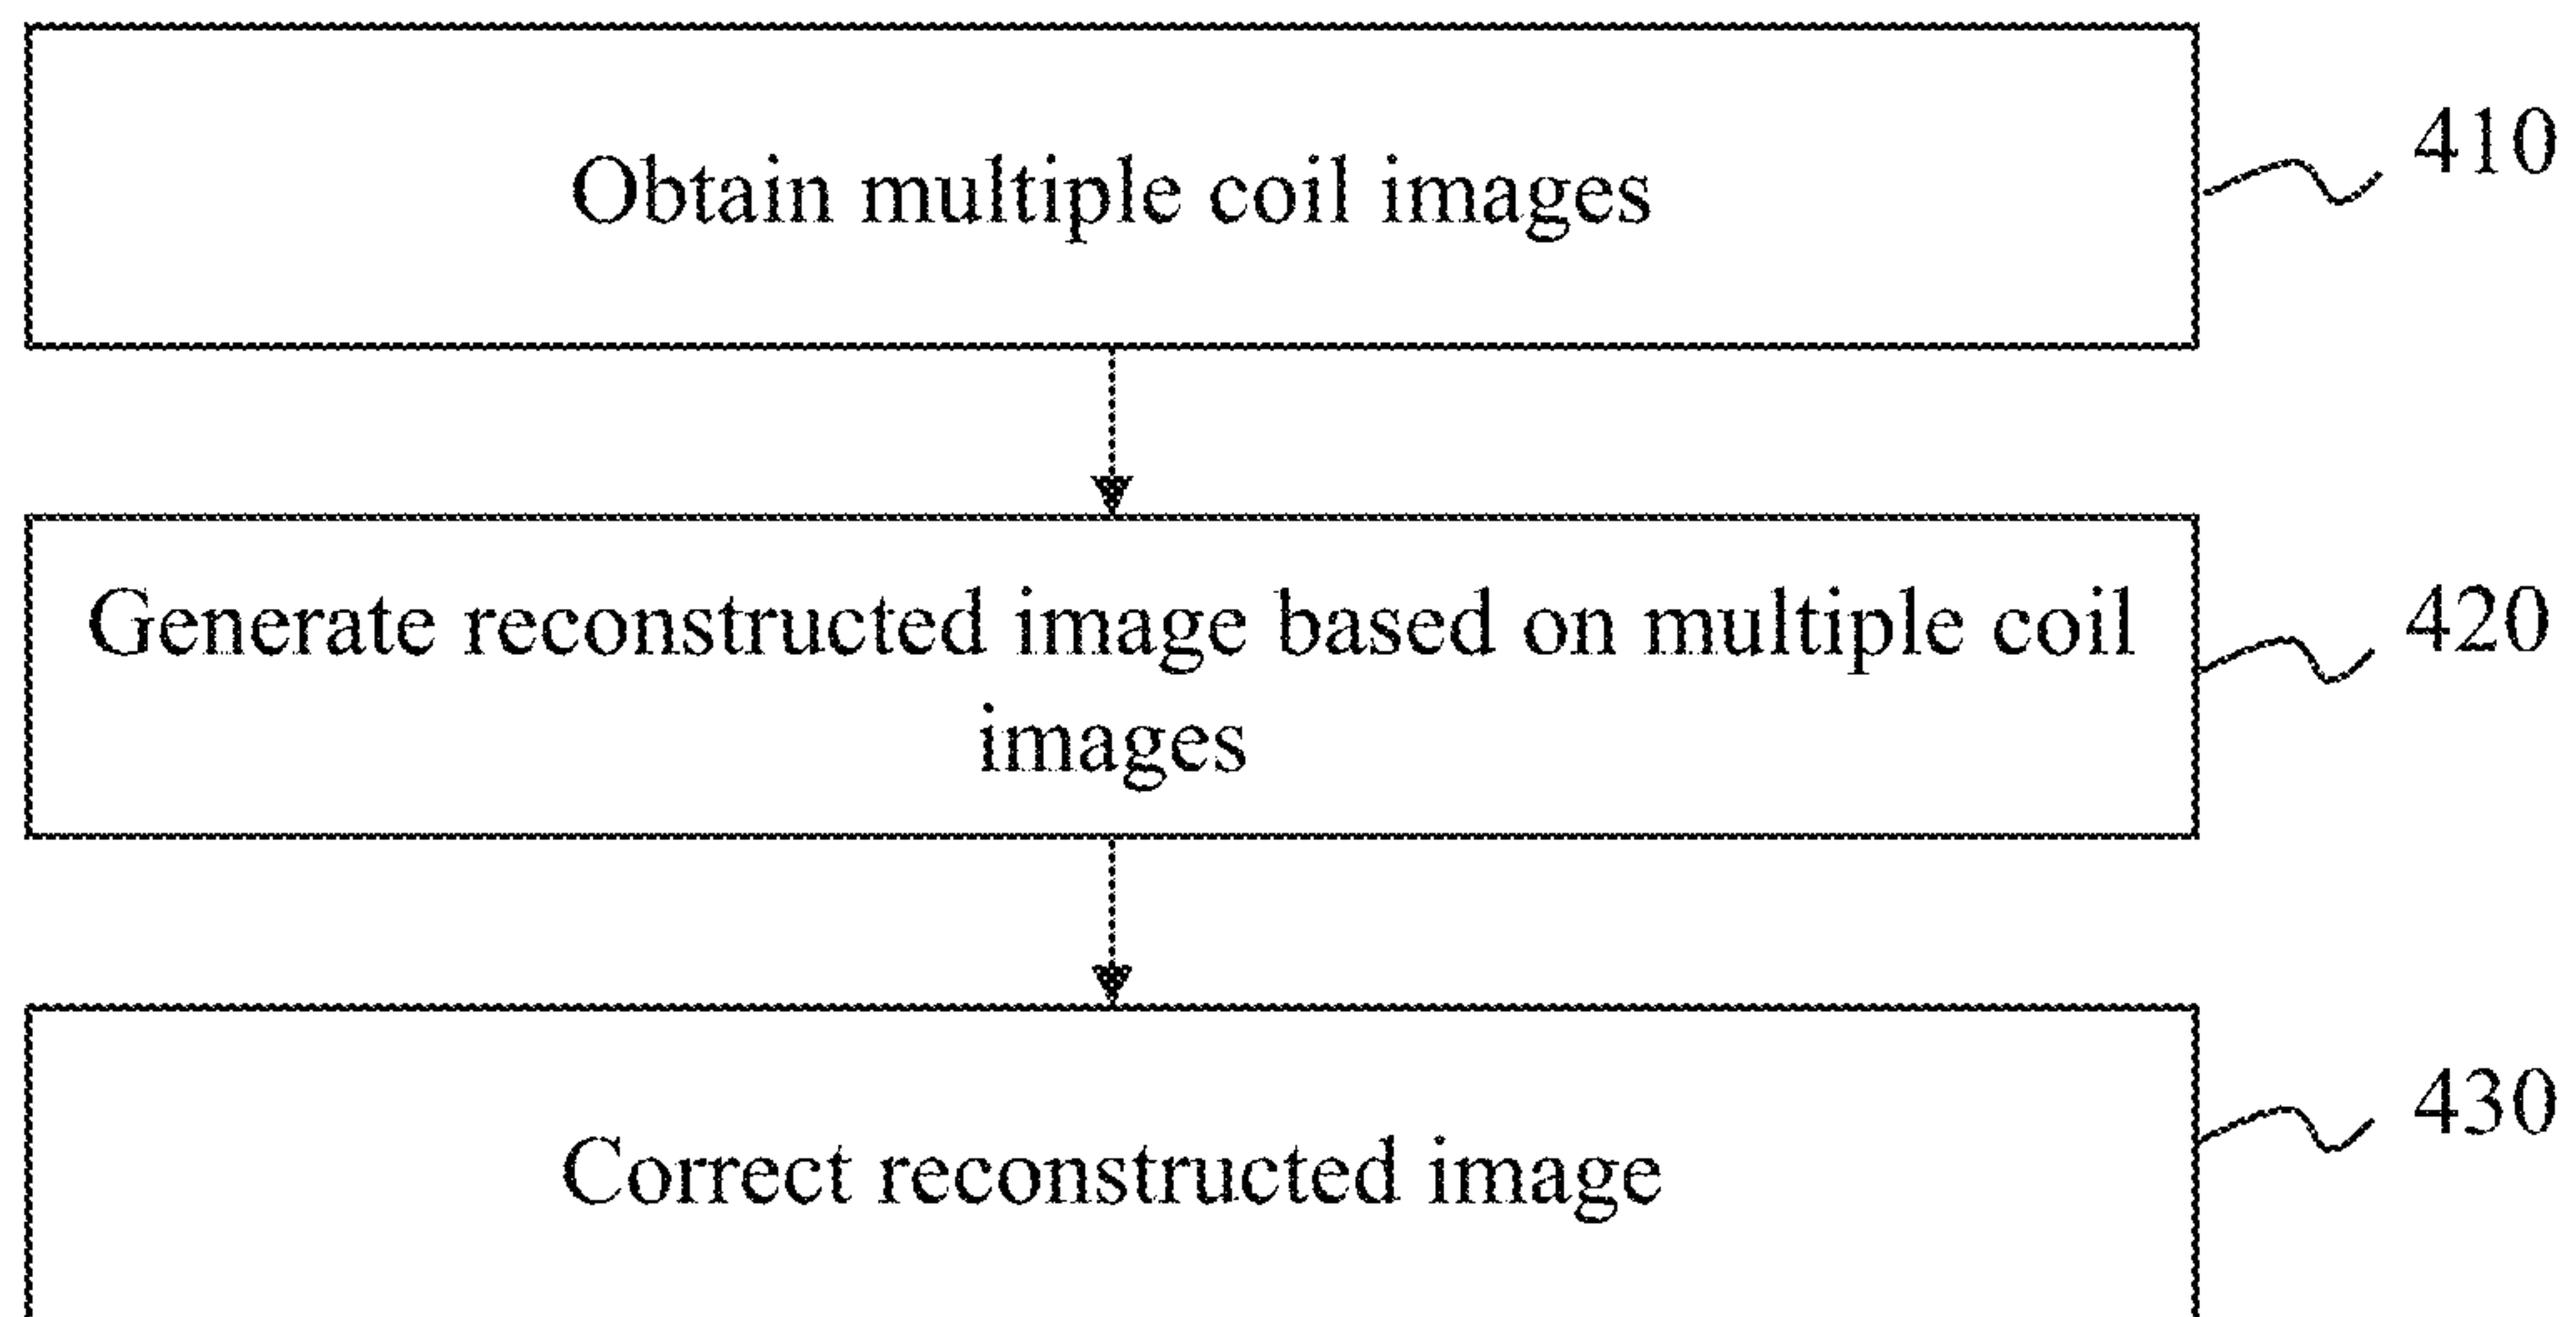 Obtain multiple coil images
410
Generate reconstructed image based on multiple coil
images
420
Correct reconstructed image
430